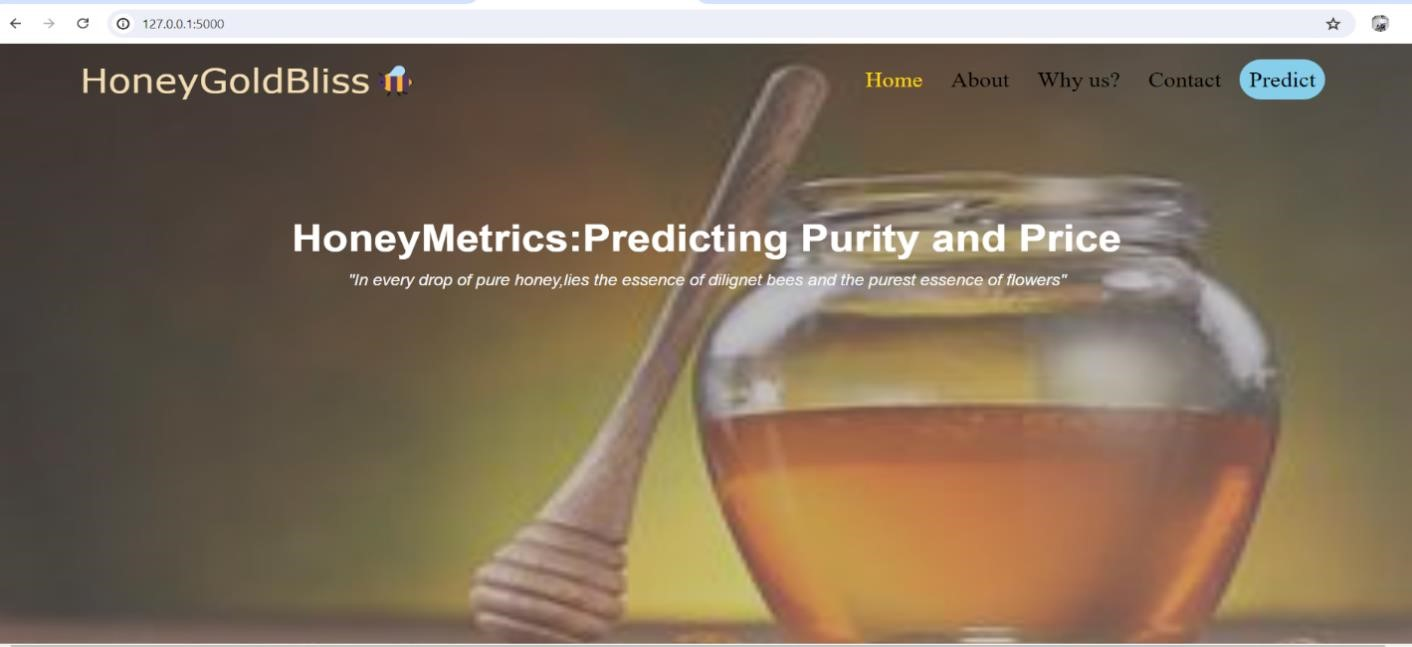 127.0.0.1:5000
HoneyGoldBliss
Home About Why us? Contact Predict
HoneyMetrics:Predicting Purity and Price
"In every drop of pure honey,lies the essence of dilignet bees and the purest essence of flowers"